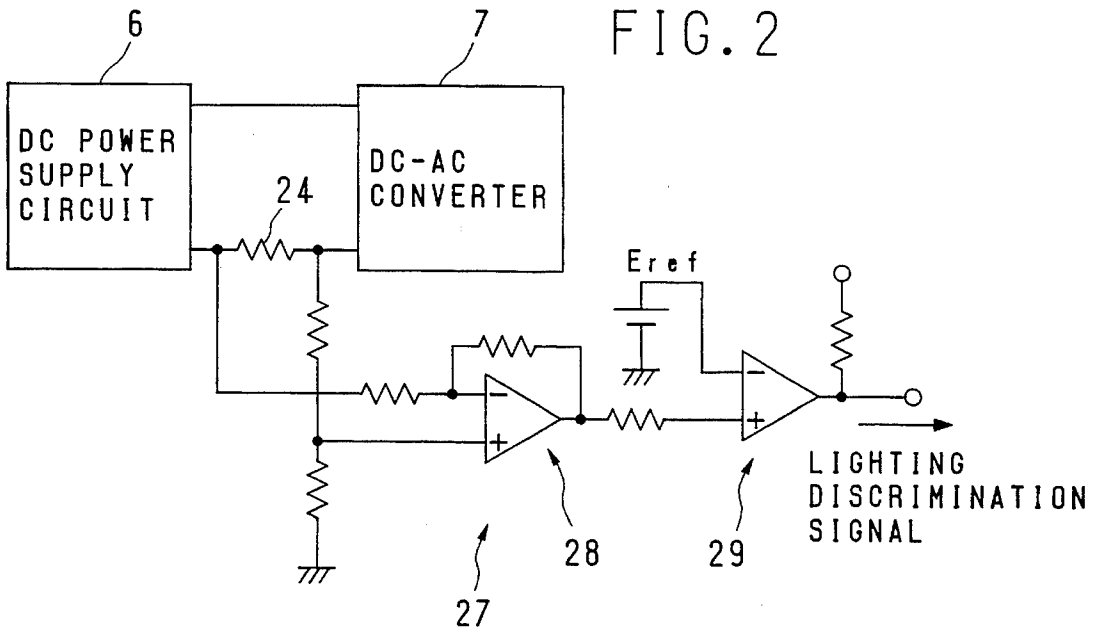 FIG.2
6
7
DC POWER
SUPPLY
CIRCUIT
DC-AC
CONVERTER
24
Eref
−
+
−
+
28
29
27
LIGHTING
DISCRIMINATION
SIGNAL